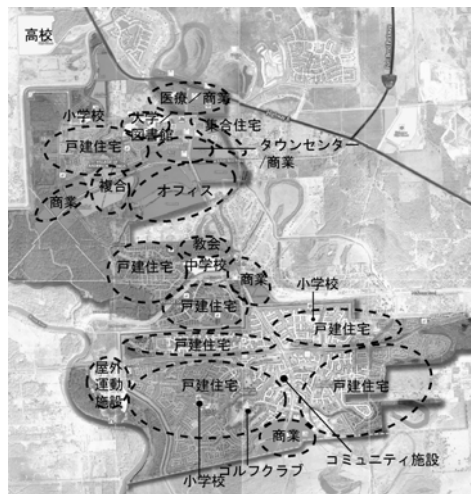 高校
医療／商業
小学校
大学／
図書館
集合住宅
戸建住宅
タウンセンター
／商業
複合
オフィス
商業
教会
戸建住宅
中学校
商業
小学校
戸建住宅
戸建住宅
戸建住宅
屋外
運動
施設
戸建住宅
戸建住宅
商業
コミュニティ施設
ゴルフクラブ
小学校